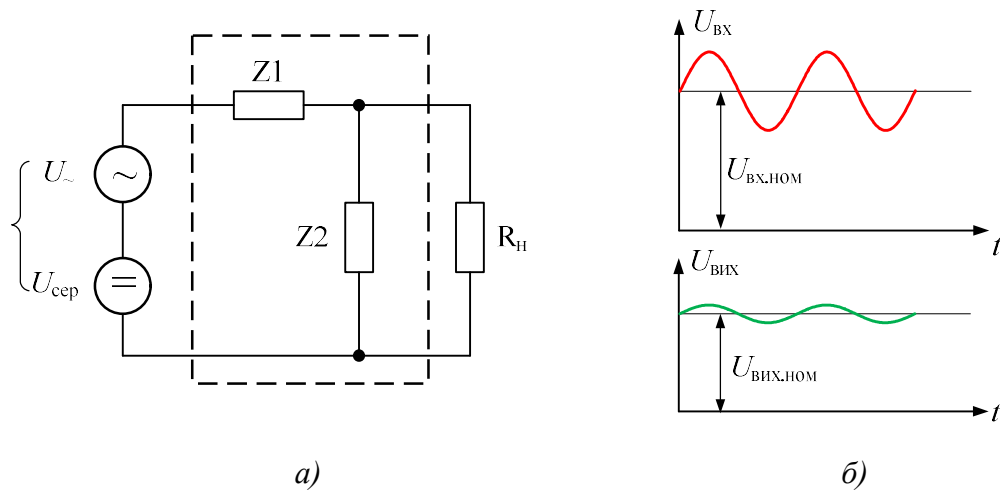 Z1
U~
Z2
Rн
Uсер
а)
Uвх
Uвх.ном
t
Uвих
Uвих.ном
t
б)